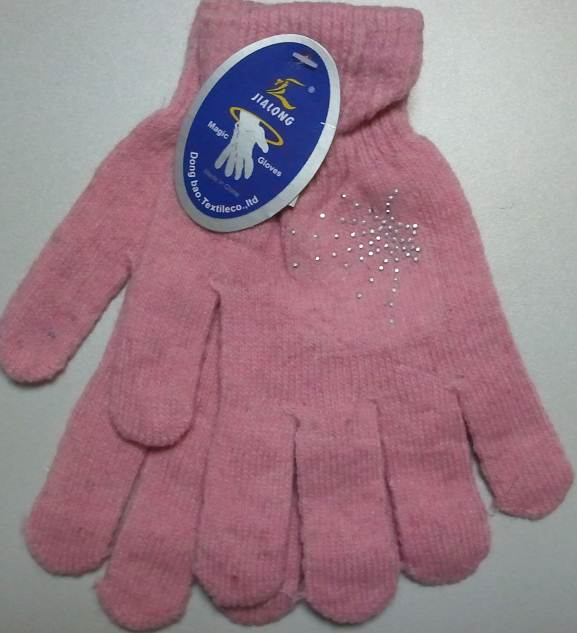 ®
JIALONG
Magic
Gloves
Made in China
Dong bao.Textileco.,ltd